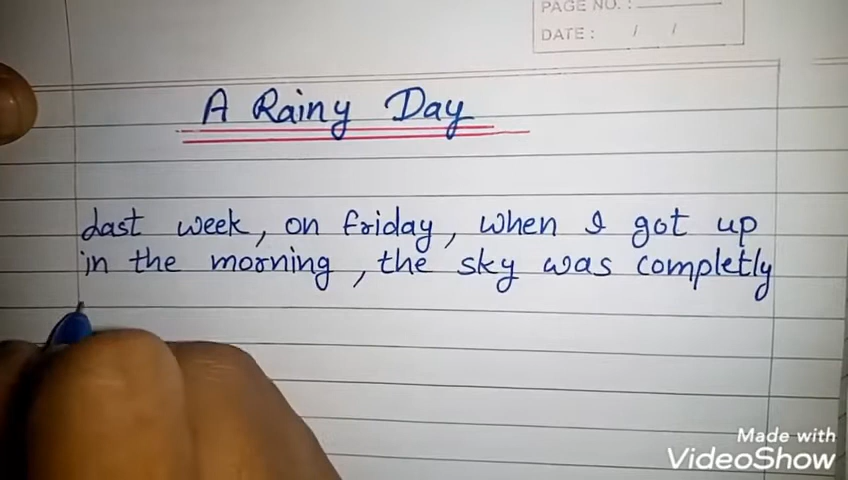 PAGE NO. :
DATE : / /
A Rainy Day
Last week, on friday, when I got up
in the morning, the sky was completly
Made with
VideoShow